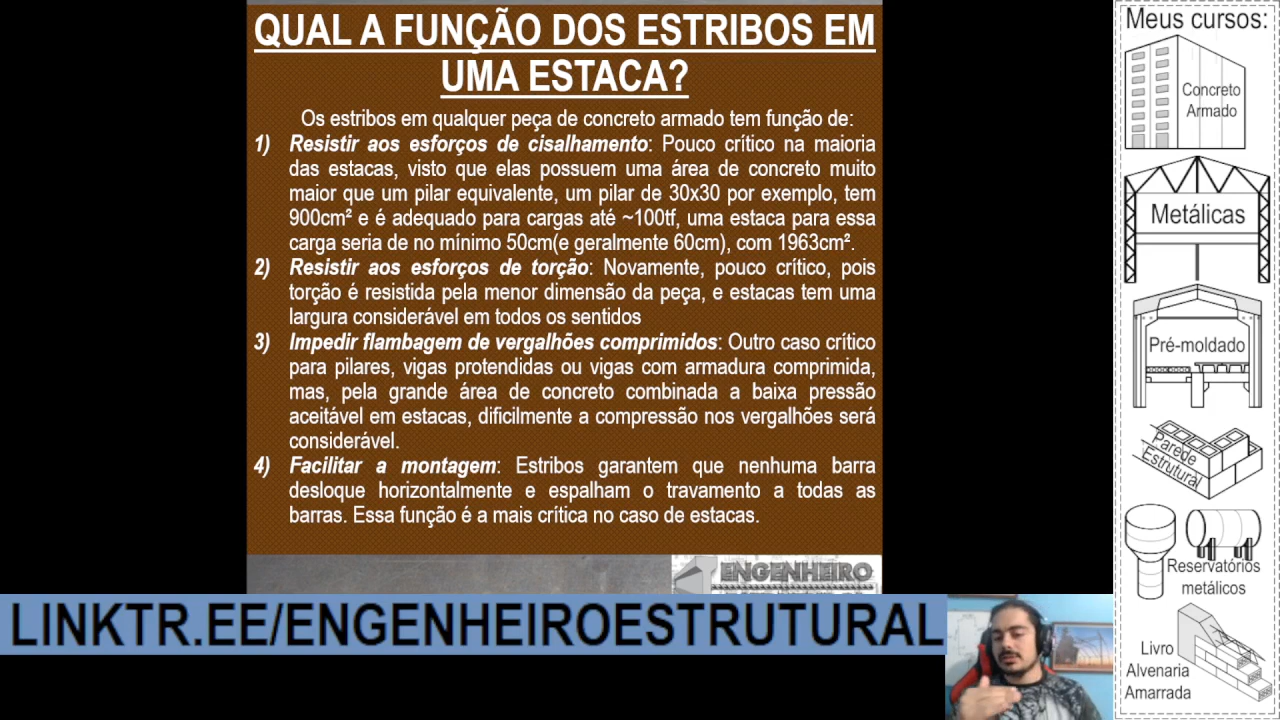 QUAL A FUNÇÃO DOS ESTRIBOS EM
UMA ESTACA?
Os estribos em qualquer peça de concreto armado tem função de:
1) Resistir aos esforços de cisalhamento: Pouco crítico na maioria
das estacas, visto que elas possuem uma área de concreto muito
maior que um pilar equivalente, um pilar de 30x30 por exemplo, tem
900cm² e é adequado para cargas até ~100tf, uma estaca para essa
carga seria de no mínimo 50cm(e geralmente 60cm), com 1963cm².
2) Resistir aos esforços de torção: Novamente, pouco crítico, pois
torção é resistida pela menor dimensão da peça, e estacas tem uma
largura considerável em todos os sentidos
3) Impedir flambagem de vergalhões comprimidos: Outro caso crítico
para pilares, vigas protendidas ou vigas com armadura comprimida,
mas, pela grande área de concreto combinada a baixa pressão
aceitável em estacas, dificilmente a compressão nos vergalhões será
considerável.
4) Facilitar a montagem: Estribos garantem que nenhuma barra
desloque horizontalmente e espalham o travamento a todas as
barras. Essa função é a mais crítica no caso de estacas.
ENGENHEIRO
LINKTR.EE/ENGENHEIROESTRUTURAL
Meus cursos:
Concreto
Armado
Metálicas
Pré-moldado
Parede
Estrutural
Reservatórios
metálicos
Livro
Alvenaria
Amarrada